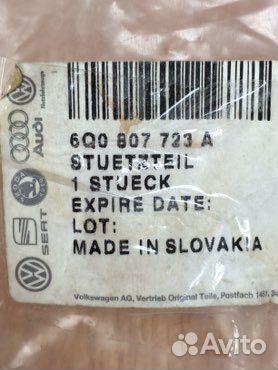 6Q0 807 723 A
STUETZTEIL
1 STUECK
EXPIRE DATE:
LOT:
MADE IN SLOVAKIA
Volkswagen AG, Vertrieb Original Teile, Postfach
Audi
SEAT
Avito